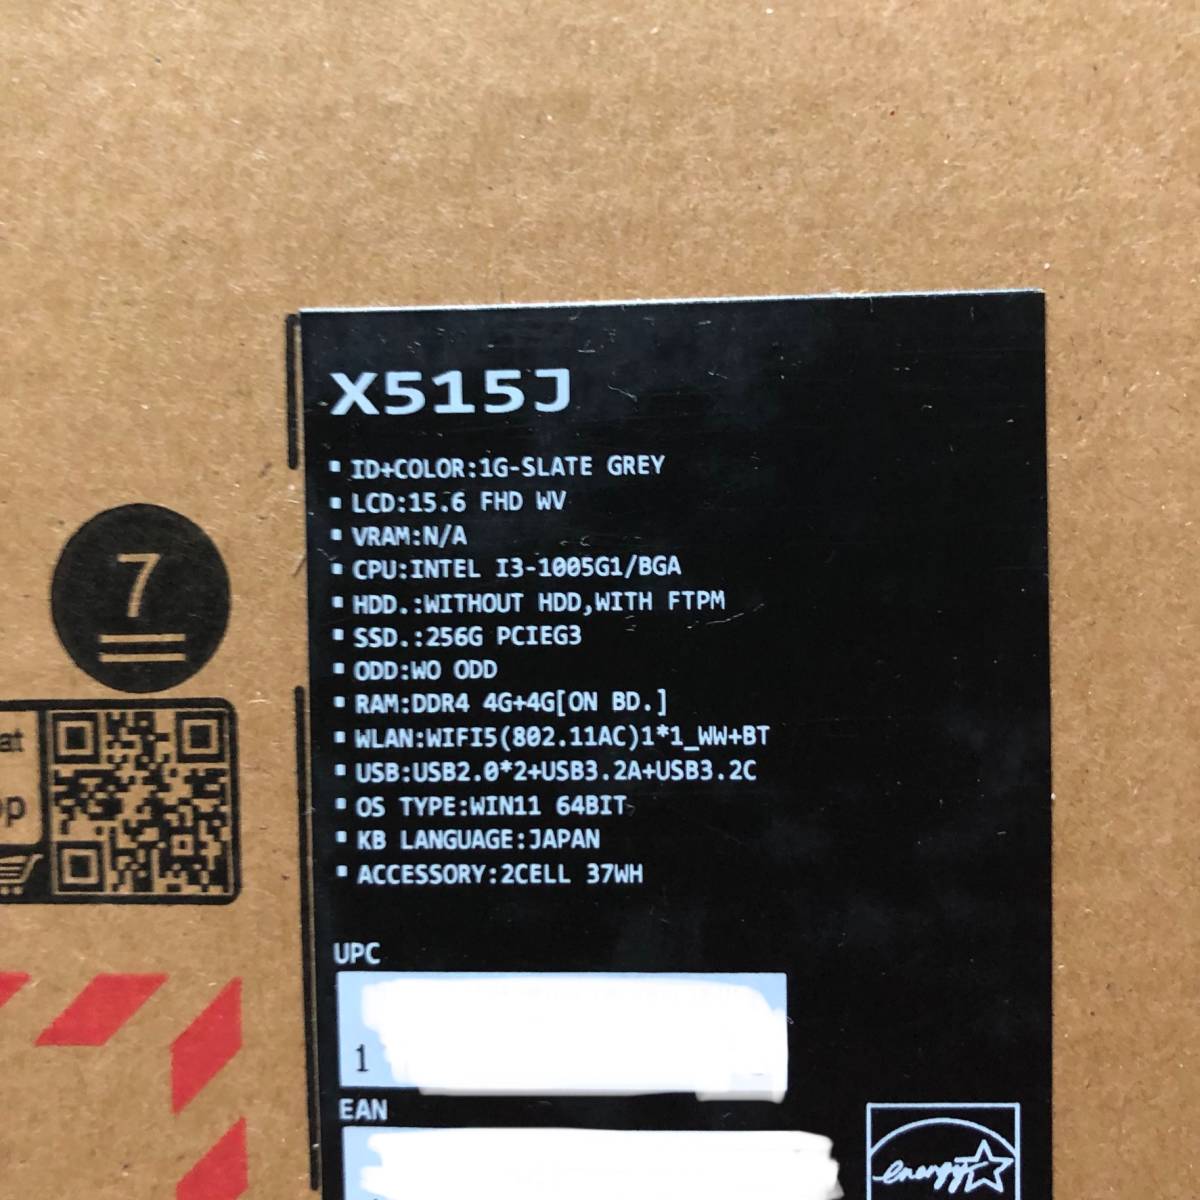 X515J
▪ ID+COLOR:1G-SLATE GREY
▪ LCD:15.6 FHD WV
▪ VRAM:N/A
▪ CPU:INTEL I3-1005G1/BGA
▪ HDD.:WITHOUT HDD,WITH FTPM
▪ SSD.:256G PCIEG3
▪ ODD:WO ODD
▪ RAM:DDR4 4G+4G[ON BD.]
▪ WLAN:WIFI5(802.11AC)1*1_WW+BT
▪ USB:USB2.0*2+USB3.2A+USB3.2C
▪ OS TYPE:WIN11 64BIT
▪ KB LANGUAGE:JAPAN
▪ ACCESSORY:2CELL 37WH
UPC
1
EAN
energy
7
at
op